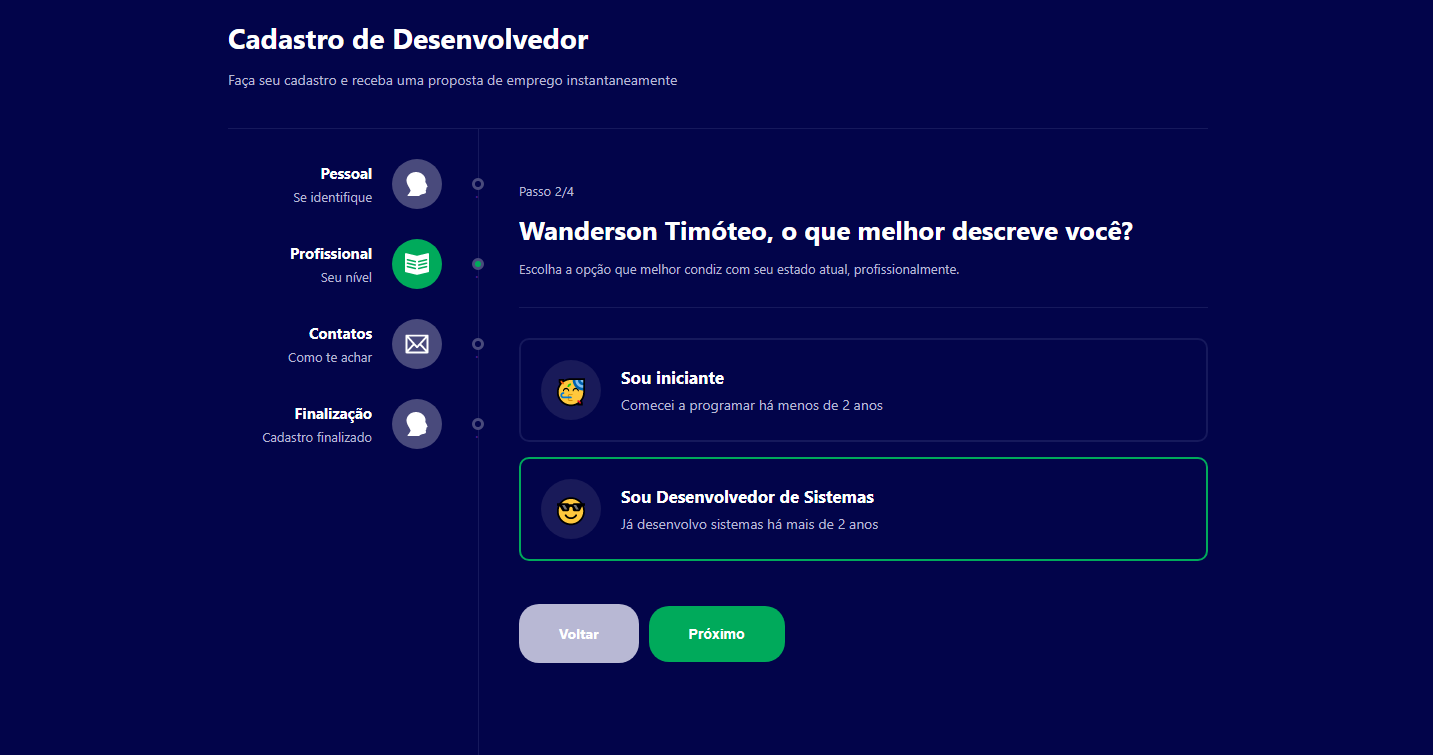 Cadastro de Desenvolvedor
Faça seu cadastro e receba uma proposta de emprego instantaneamente
Pessoal
Se identifique
Profissional
Seu nível
Contatos
Como te achar
Finalização
Cadastro finalizado
Passo 2/4
Wanderson Timóteo, o que melhor descreve você?
Escolha a opção que melhor condiz com seu estado atual, profissionalmente.
Sou iniciante
Comecei a programar há menos de 2 anos
Sou Desenvolvedor de Sistemas
Já desenvolvo sistemas há mais de 2 anos
Voltar
Próximo